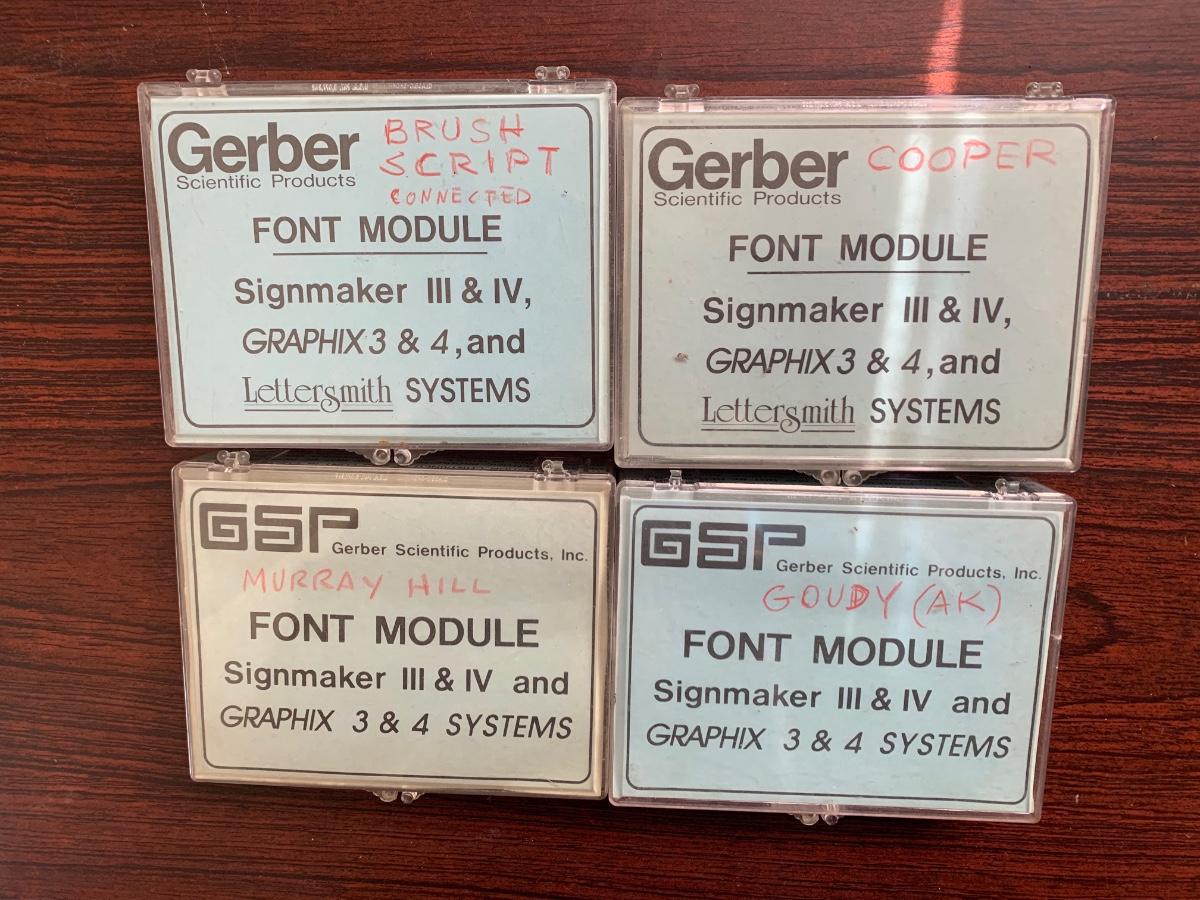 Gerber
BRUSH
SCRIPT
CONNECTED
Scientific Products
FONT MODULE
Signmaker III & IV,
GRAPHIX 3 & 4, and
Lettersmith SYSTEMS
Gerber COOPER
Scientific Products
FONT MODULE
Signmaker III & IV,
GRAPHIX 3 & 4, and
Lettersmith SYSTEMS
GSP Gerber Scientific Products, Inc.
MURRAY HILL
FONT MODULE
Signmaker III & IV and
GRAPHIX 3 & 4 SYSTEMS
GSP Gerber Scientific Products, Inc.
GOUDY (AK)
FONT MODULE
Signmaker III & IV and
GRAPHIX 3 & 4 SYSTEMS